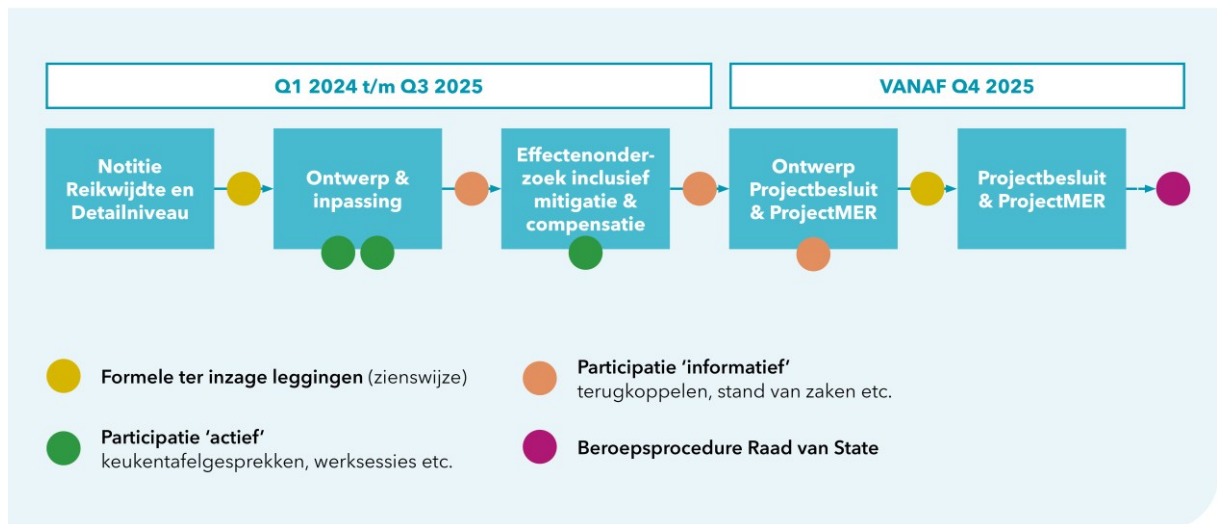 Q1 2024 t/m Q3 2025
VANAF Q4 2025
Notitie
Reikwijdte en
Detailniveau
Ontwerp &
inpassing
Effectenonder-
zoek inclusief
mitigatie &
compensatie
Ontwerp
Projectbesluit
& ProjectMER
Projectbesluit
& ProjectMER
Formele ter inzage leggingen (zienswijze)
Participatie 'actief'
keukentafelgesprekken, werksessies etc.
Participatie 'informatief'
terugkoppelen, stand van zaken etc.
Beroepsprocedure Raad van State